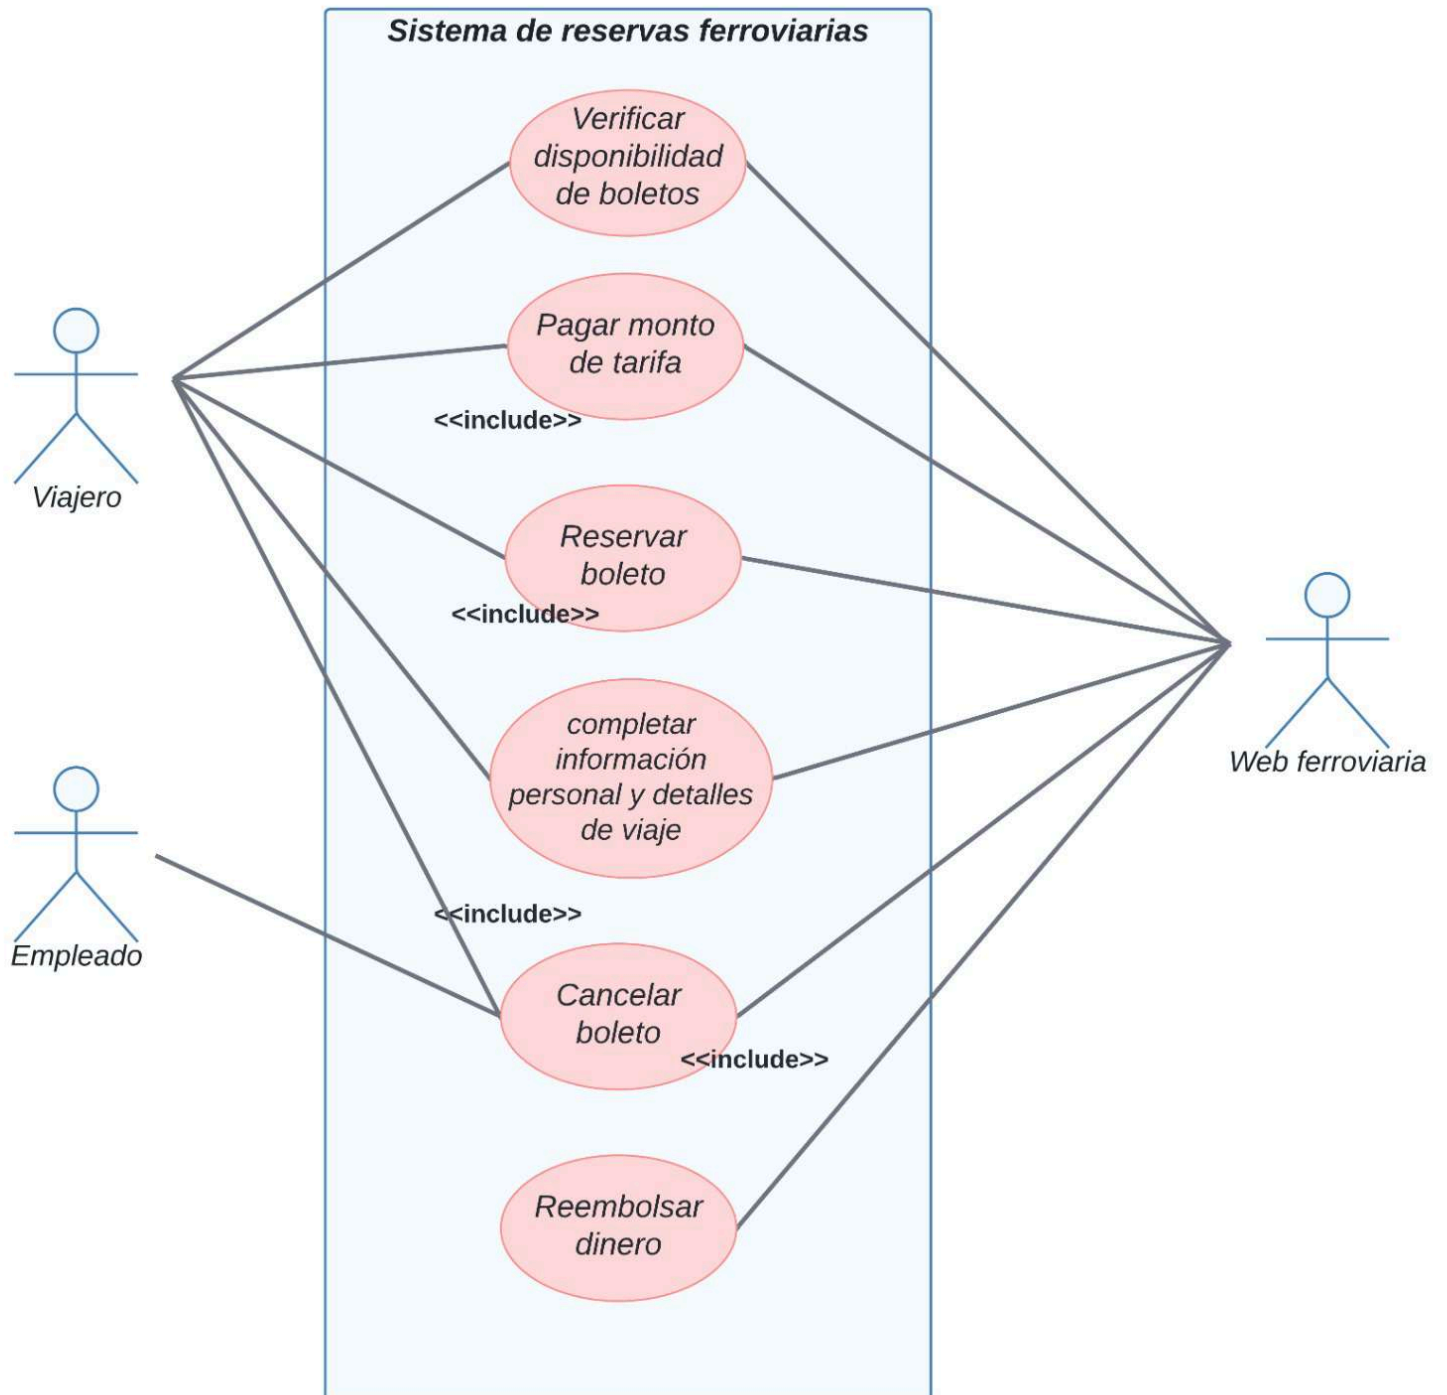 Sistema de reservas ferroviarias
Verificar
disponibilidad
de boletos
Pagar monto
de tarifa
<<include>>
Viajero
Reservar
boleto
<<include>>
completar
información
personal y detalles
de viaje
Web ferroviaria
<<include>>
Empleado
Cancelar
boleto
<<include>>
Reembolsar
dinero